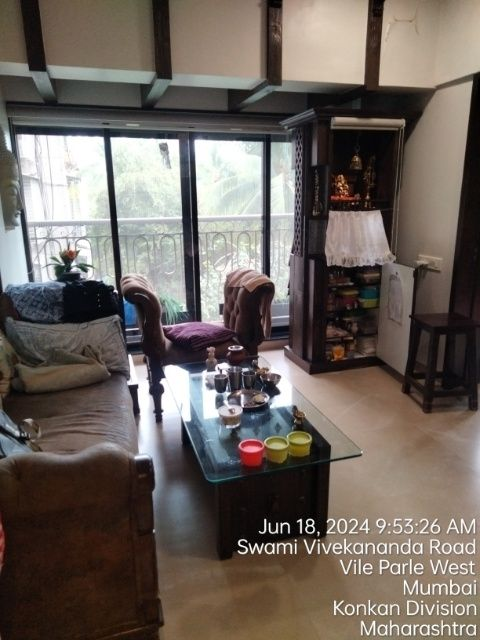 Jun 18, 2024 9:53:26 AM
Swami Vivekananda Road
Vile Parle West
Mumbai
Konkan Division
Maharashtra